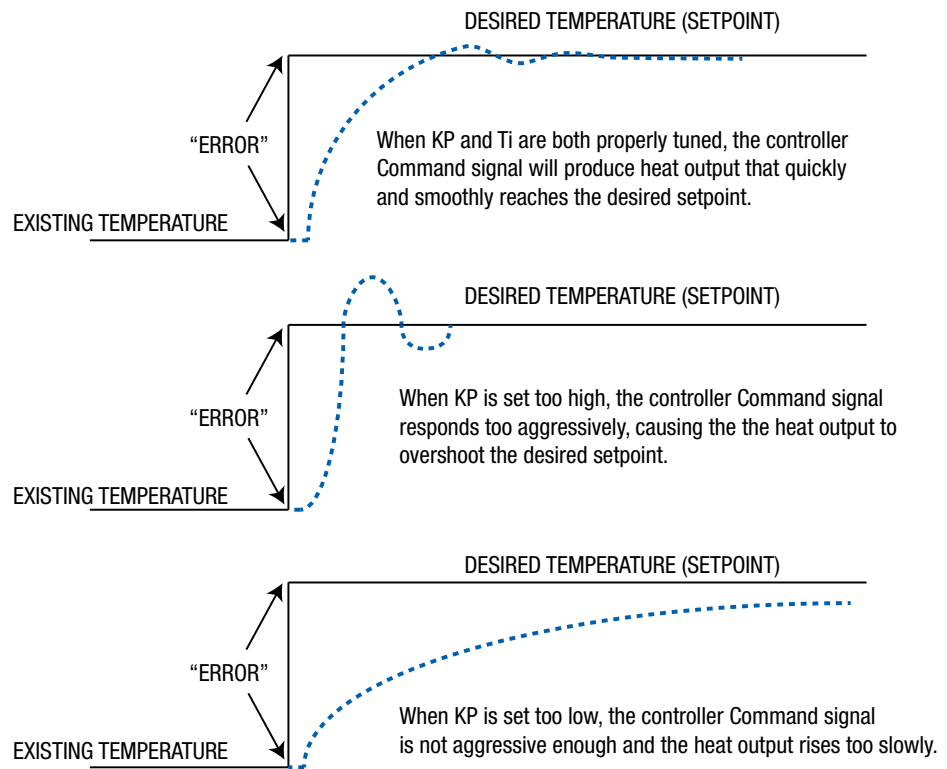 DESIRED TEMPERATURE (SETPOINT)
“ERROR”
When KP and Ti are both properly tuned, the controller
Command signal will produce heat output that quickly
and smoothly reaches the desired setpoint.
EXISTING TEMPERATURE
DESIRED TEMPERATURE (SETPOINT)
“ERROR”
When KP is set too high, the controller Command signal
responds too aggressively, causing the the heat output to
overshoot the desired setpoint.
EXISTING TEMPERATURE
DESIRED TEMPERATURE (SETPOINT)
“ERROR”
When KP is set too low, the controller Command signal
is not aggressive enough and the heat output rises too slowly.
EXISTING TEMPERATURE